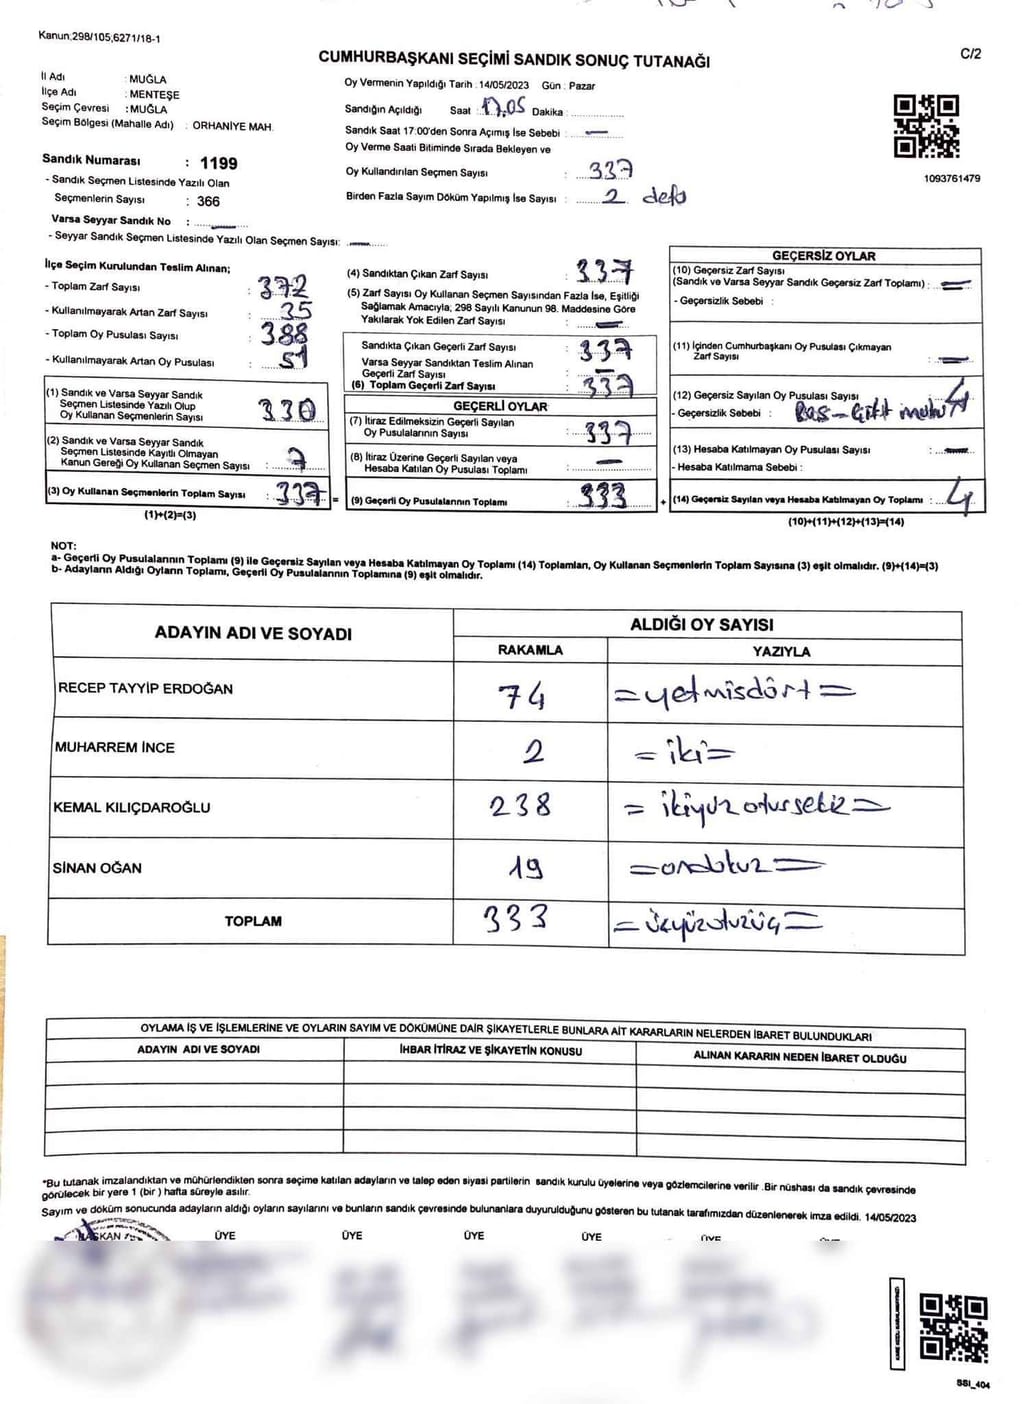 Kanun;298/105,6271/18-1
CUMHURBAŞKANI SEÇİMİ SANDIK SONUÇ TUTANAĞI
C/2
İl Adı : MUĞLA
İlçe Adı : MENTEŞE
Seçim Çevresi : MUĞLA
Seçim Bölgesi (Mahalle Adı) : ORHANİYE MAH.
Sandık Numarası : 1199
- Sandık Seçmen Listesinde Yazılı Olan
Seçmenlerin Sayısı : 366
Varsa Seyyar Sandık No :
- Seyyar Sandık Seçmen Listesinde Yazılı Olan Seçmen Sayısı:
Oy Vermenin Yapıldığı Tarih :14/05/2023 Gün : Pazar
Sandığın Açıldığı Saat :17,05 Dakika :
Sandık Saat 17:00'den Sonra Açımış İse Sebebi : —
Oy Verme Saati Bitiminde Sırada Bekleyen ve
Oy Kullandırılan Seçmen Sayısı : 337
Birden Fazla Sayım Döküm Yapılmış İse Sayısı : 2 defa
1093761479
İlçe Seçim Kurulundan Teslim Alınan;
- Toplam Zarf Sayısı : 372
- Kullanılmayarak Artan Zarf Sayısı : 35
- Toplam Oy Pusulası Sayısı : 388
- Kullanılmayarak Artan Oy Pusulası : 51
(1) Sandık ve Varsa Seyyar Sandık
Seçmen Listesinde Yazılı Olup
Oy Kullanan Seçmenlerin Sayısı : 330
(2) Sandık ve Varsa Seyyar Sandık
Seçmen Listesinde Kayıtlı Olmayan
Kanun Gereği Oy Kullanan Seçmen Sayısı : 7
(3) Oy Kullanan Seçmenlerin Toplam Sayısı : 337 =
(1)+(2)=(3)
(4) Sandıktan Çıkan Zarf Sayısı : 337
(5) Zarf Sayısı Oy Kullanan Seçmen Sayısından Fazla İse, Eşitliği
Sağlamak Amacıyla; 298 Sayılı Kanunun 98. Maddesine Göre
Yakılarak Yok Edilen Zarf Sayısı : —
Sandıkta Çıkan Geçerli Zarf Sayısı : 337
Varsa Seyyar Sandıktan Teslim Alınan
Geçerli Zarf Sayısı : —
(6) Toplam Geçerli Zarf Sayısı : 337
GEÇERLİ OYLAR
(7) İtiraz Edilmeksizin Geçerli Sayılan
Oy Pusulalarının Sayısı : 337
(8) İtiraz Üzerine Geçerli Sayılan veya
Hesaba Katılan Oy Pusulası Toplamı : —
(9) Geçerli Oy Pusulalarının Toplamı : 333 +
GEÇERSİZ OYLAR
(10) Geçersiz Zarf Sayısı
(Sandık ve Varsa Seyyar Sandık Geçersiz Zarf Toplamı) : —
- Geçersizlik Sebebi :
(11) İçinden Cumhurbaşkanı Oy Pusulası Çıkmayan
Zarf Sayısı : —
(12) Geçersiz Sayılan Oy Pusulası Sayısı : 4
- Geçersizlik Sebebi :
(13) Hesaba Katılmayan Oy Pusulası Sayısı : —
- Hesaba Katılmama Sebebi :
(14) Geçersiz Sayılan veya Hesaba Katılmayan Oy Toplamı : 4
(10)+(11)+(12)+(13)=(14)
NOT:
a- Geçerli Oy Pusulalarının Toplamı (9) ile Geçersiz Sayılan veya Hesaba Katılmayan Oy Toplamı (14) Toplamları, Oy Kullanan Seçmenlerin Toplam Sayısına (3) eşit olmalıdır. (9)+(14)=(3)
b- Adayların Aldığı Oyların Toplamı, Geçerli Oy Pusulalarının Toplamına (9) eşit olmalıdır.
ADAYIN ADI VE SOYADI
ALDIĞI OY SAYISI
RAKAMLA YAZIYLA
RECEP TAYYİP ERDOĞAN 74 =yetmisdört=
MUHARREM İNCE 2 =iki=
KEMAL KILIÇDAROĞLU 238 =ikiyüzotuzsekiz=
SİNAN OĞAN 19 =ondokuz=
TOPLAM 333 =üçyüzotuzüç=
OYLAMA İŞ VE İŞLEMLERİNE VE OYLARIN SAYIM VE DÖKÜMÜNE DAİR ŞİKAYETLERLE BUNLARA AİT KARARLARIN NELERDEN İBARET BULUNDUKLARI
ADAYIN ADI VE SOYADI İHBAR İTİRAZ VE ŞİKAYETİN KONUSU ALINAN KARARIN NEDEN İBARET OLDUĞU
*Bu tutanak imzalandıktan ve mühürlendikten sonra seçime katılan adayların ve talep eden siyasi partilerin sandık kurulu üyelerine veya gözlemcilerine verilir .Bir nüshası da sandık çevresinde
görülecek bir yere 1 (bir ) hafta süreyle asılır.
Sayım ve döküm sonucunda adayların aldığı oyların sayılarını ve bunların sandık çevresinde bulunanlara duyurulduğunu gösteren bu tutanak tarafımızdan düzenlenerek imza edildi. 14/05/2023
BAŞKAN ÜYE ÜYE ÜYE ÜYE ÜYE
SSI_404